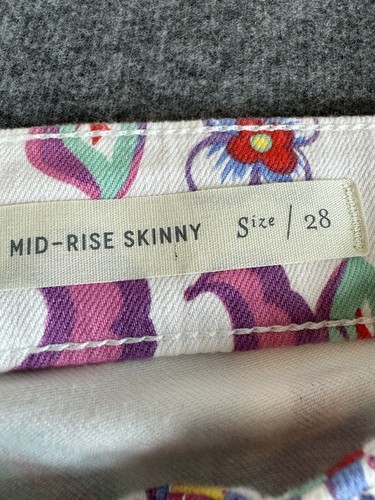 MID-RISE SKINNY Size / 28